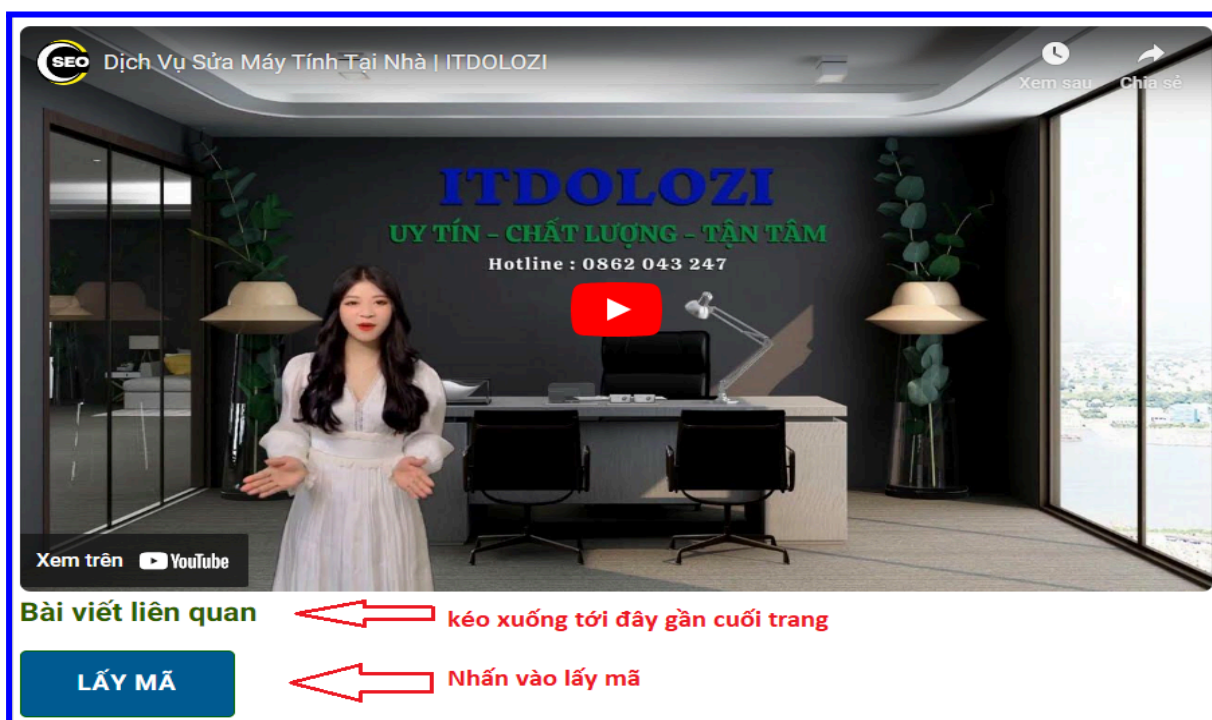 SEO Dịch Vụ Sửa Máy Tính Tại Nhà | ITDOLOZI
Xem sau Chia sẻ
ITDOLOZI
UY TÍN – CHẤT LƯỢNG – TẬN TÂM
Hotline : 0862 043 247
Xem trên YouTube
Bài viết liên quan
kéo xuống tới đây gần cuối trang
LẤY MÃ
Nhấn vào lấy mã